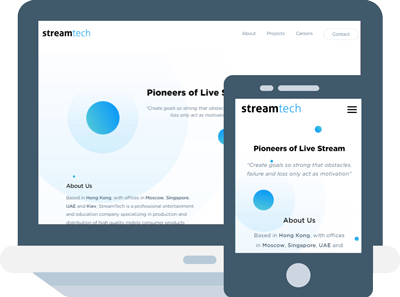 streamtech
About Projects Careers Contact
Pioneers of Live S
"Create goals so strong that obstac
loss only act as motivatio
About Us
Based in Hong Kong, with offices in Moscow, Singapore,
UAE and Kiev, StreamTech is a professional entertainment
and education company specializing in production and
distribution of high quality mobile consumer products
streamtech
Pioneers of Live Stream
"Create goals so strong that obstacles,
failure and loss only act as motivation"
About Us
Based in Hong Kong, with offices
in Moscow, Singapore, UAE and